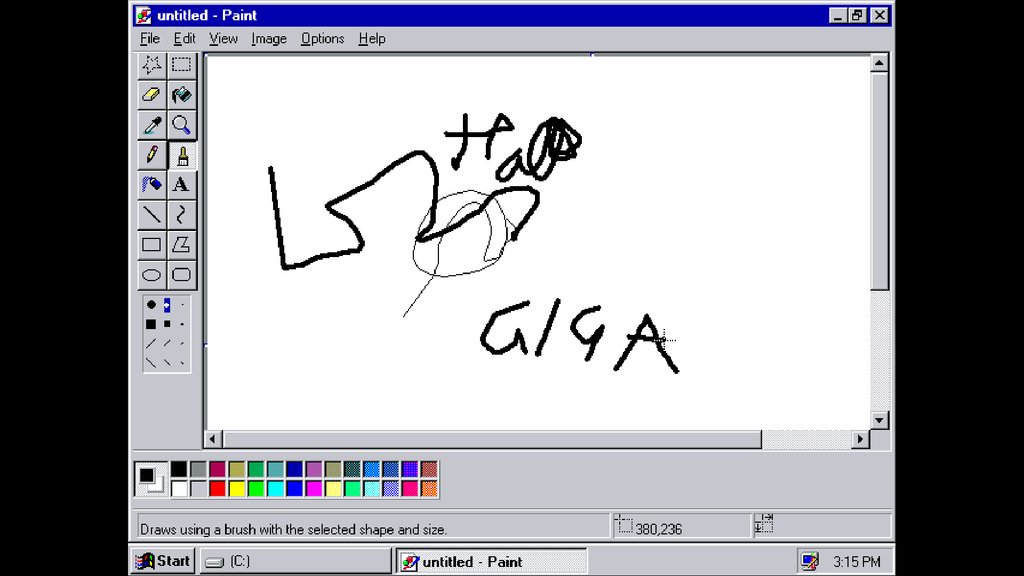 untitled - Paint
File Edit View Image Options Help
GIGA
A
Draws using a brush with the selected shape and size.
380,236
Start (C:) untitled - Paint 3:15 PM